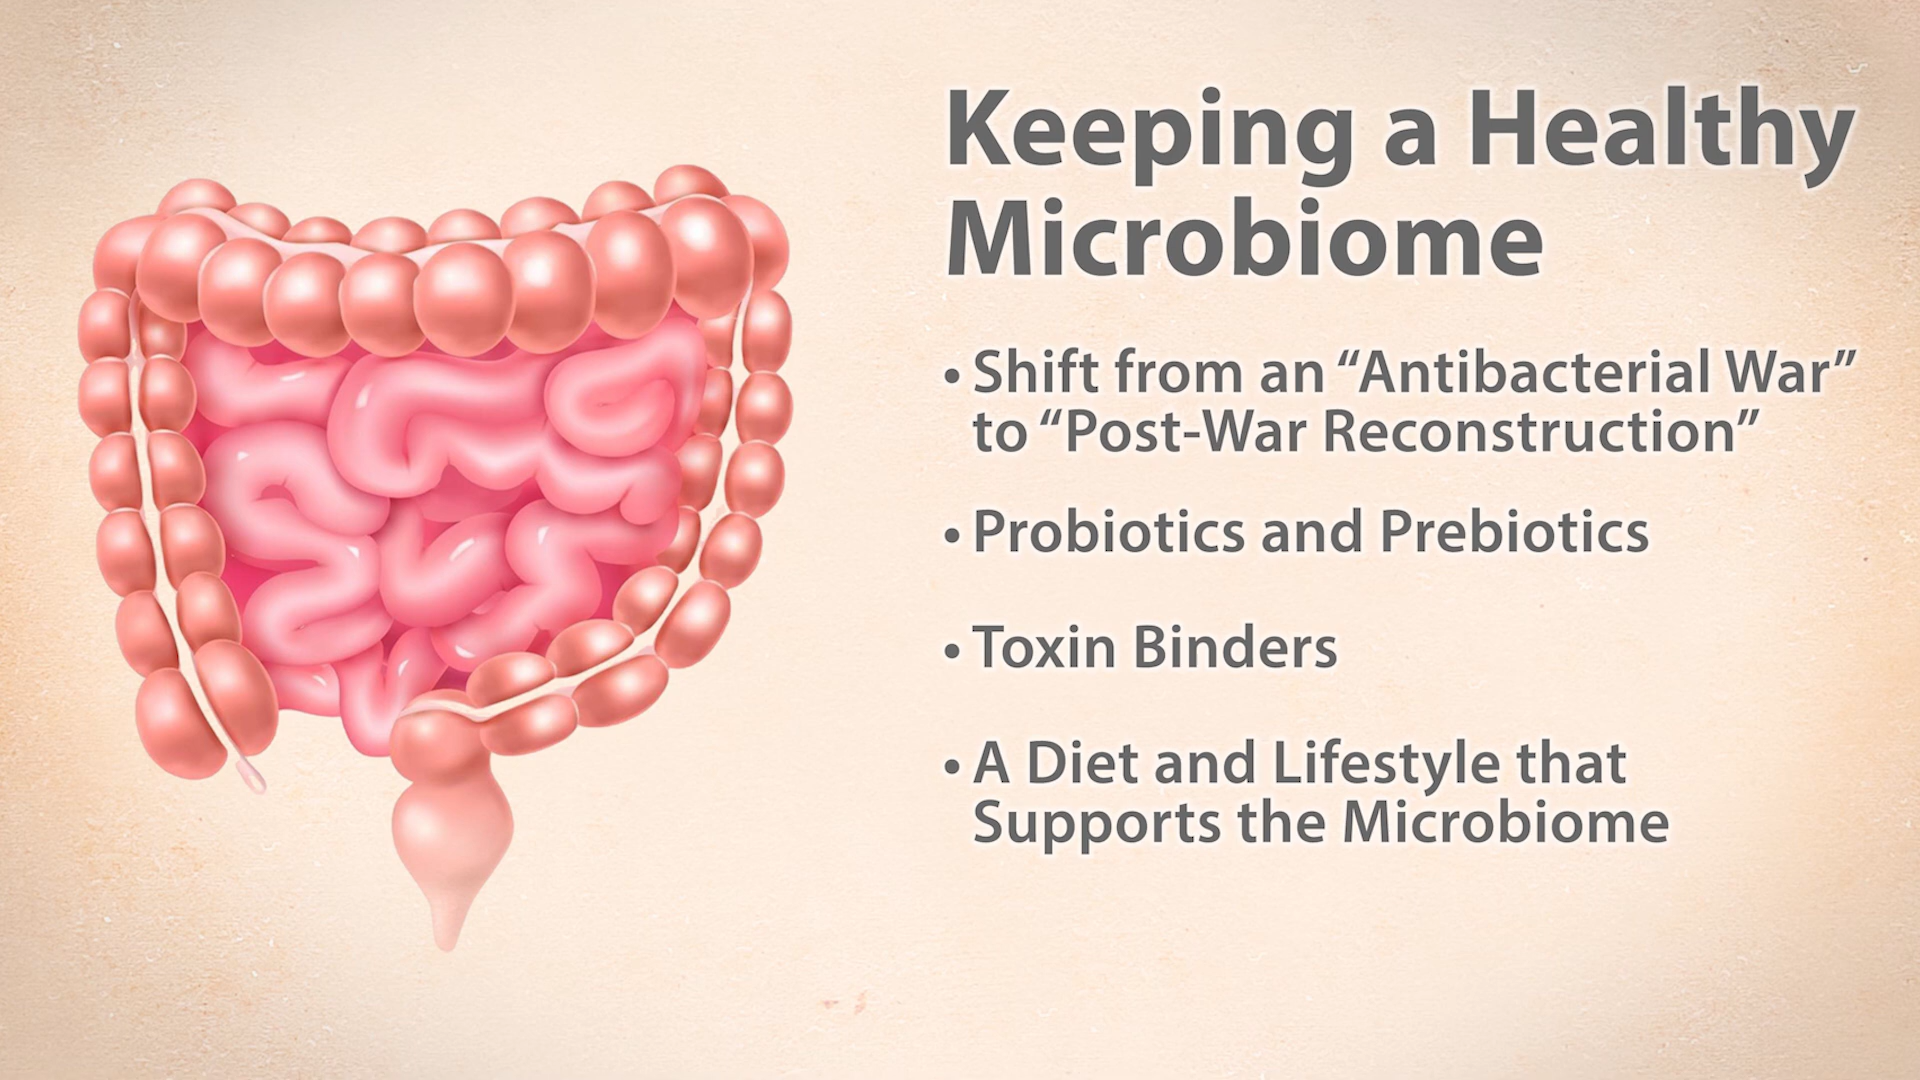 Keeping a Healthy
Microbiome
• Shift from an “Antibacterial War”
to “Post-War Reconstruction”
• Probiotics and Prebiotics
• Toxin Binders
• A Diet and Lifestyle that
Supports the Microbiome